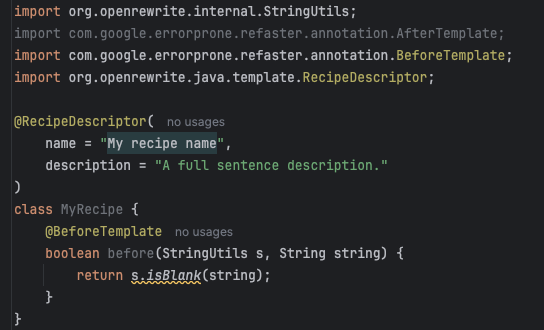 import org.openrewrite.internal.StringUtils;
import com.google.errorprone.refaster.annotation.AfterTemplate;
import com.google.errorprone.refaster.annotation.BeforeTemplate;
import org.openrewrite.java.template.RecipeDescriptor;
@RecipeDescriptor( no usages
name = "My recipe name",
description = "A full sentence description."
)
class MyRecipe {
@BeforeTemplate no usages
boolean before(StringUtils s, String string) {
return s.isBlank(string);
}
}